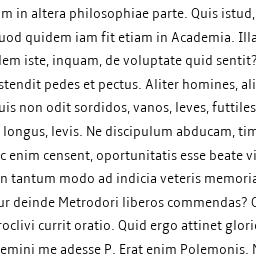 m in altera philosophiae parte. Quis istud,
uod quidem iam fit etiam in Academia. Illa
lem iste, inquam, de voluptate quid sentit?
stendit pedes et pectus. Aliter homines, ali
uis non odit sordidos, vanos, leves, futtiles
longus, levis. Ne discipulum abducam, tim
c enim censent, oportunitatis esse beate vi
n tantum modo ad indicia veteris memoria
ur deinde Metrodori liberos commendas? C
roclivi currit oratio. Quid ergo attinet glorio
emini me adesse P. Erat enim Polemonis. N